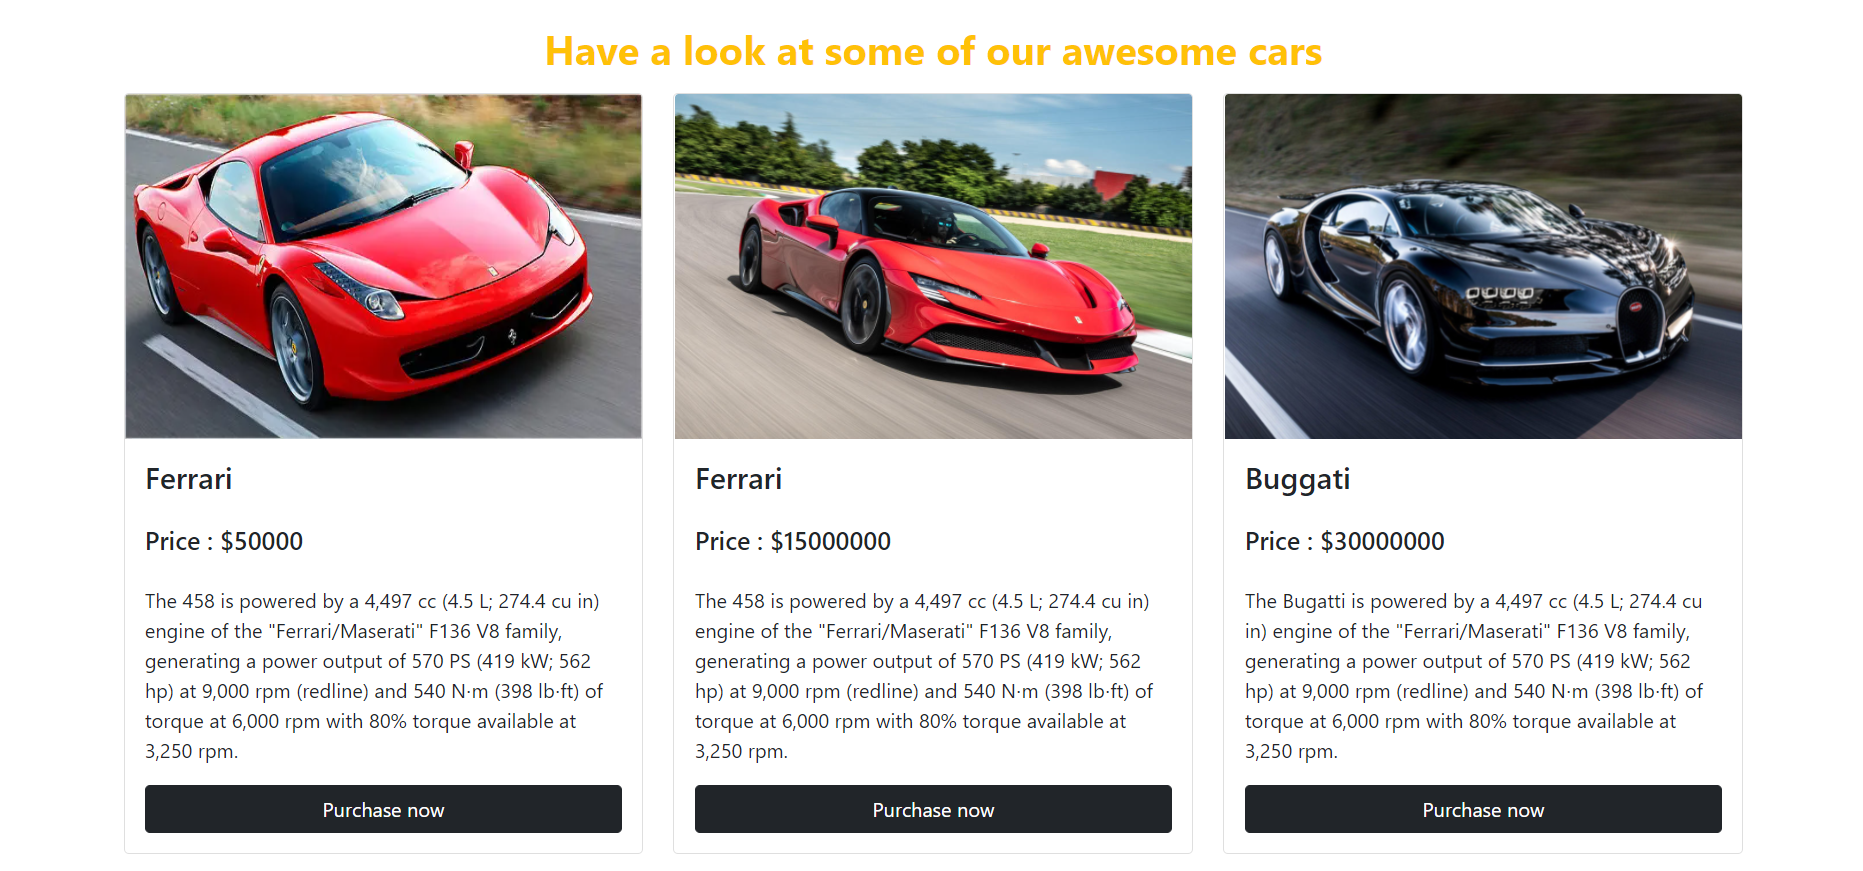 Have a look at some of our awesome cars
Ferrari
Price : $50000
The 458 is powered by a 4,497 cc (4.5 L; 274.4 cu in)
engine of the "Ferrari/Maserati" F136 V8 family,
generating a power output of 570 PS (419 kW; 562
hp) at 9,000 rpm (redline) and 540 N·m (398 lb·ft) of
torque at 6,000 rpm with 80% torque available at
3,250 rpm.
Purchase now
Ferrari
Price : $15000000
The 458 is powered by a 4,497 cc (4.5 L; 274.4 cu in)
engine of the "Ferrari/Maserati" F136 V8 family,
generating a power output of 570 PS (419 kW; 562
hp) at 9,000 rpm (redline) and 540 N·m (398 lb·ft) of
torque at 6,000 rpm with 80% torque available at
3,250 rpm.
Purchase now
Buggati
Price : $30000000
The Bugatti is powered by a 4,497 cc (4.5 L; 274.4 cu
in) engine of the "Ferrari/Maserati" F136 V8 family,
generating a power output of 570 PS (419 kW; 562
hp) at 9,000 rpm (redline) and 540 N·m (398 lb·ft) of
torque at 6,000 rpm with 80% torque available at
3,250 rpm.
Purchase now